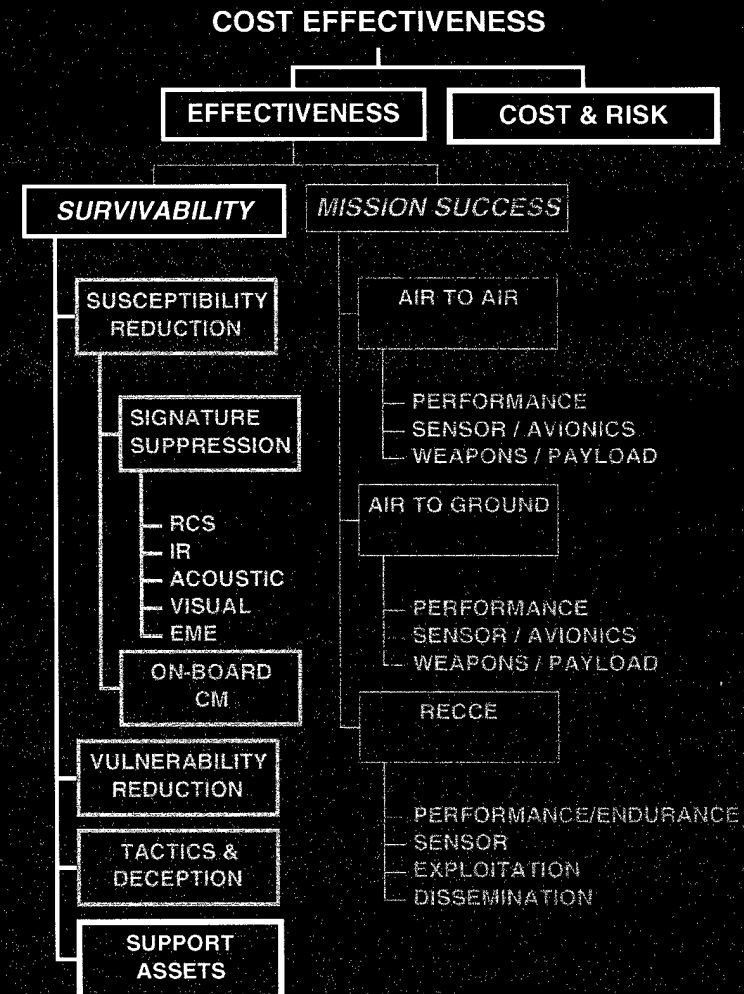 COST EFFECTIVENESS
EFFECTIVENESS
COST & RISK
SURVIVABILITY
MISSION SUCCESS
SUSCEPTIBILITY
REDUCTION
SIGNATURE
SUPPRESSION
RCS
IR
ACOUSTIC
VISUAL
EME
ON-BOARD
CM
VULNERABILITY
REDUCTION
TACTICS &
DECEPTION
SUPPORT
ASSETS
AIR TO AIR
PERFORMANCE
SENSOR / AVIONICS
WEAPONS / PAYLOAD
AIR TO GROUND
PERFORMANCE
SENSOR / AVIONICS
WEAPONS / PAYLOAD
RECCE
PERFORMANCE/ENDURANCE
SENSOR
EXPLOITATION
DISSEMINATION